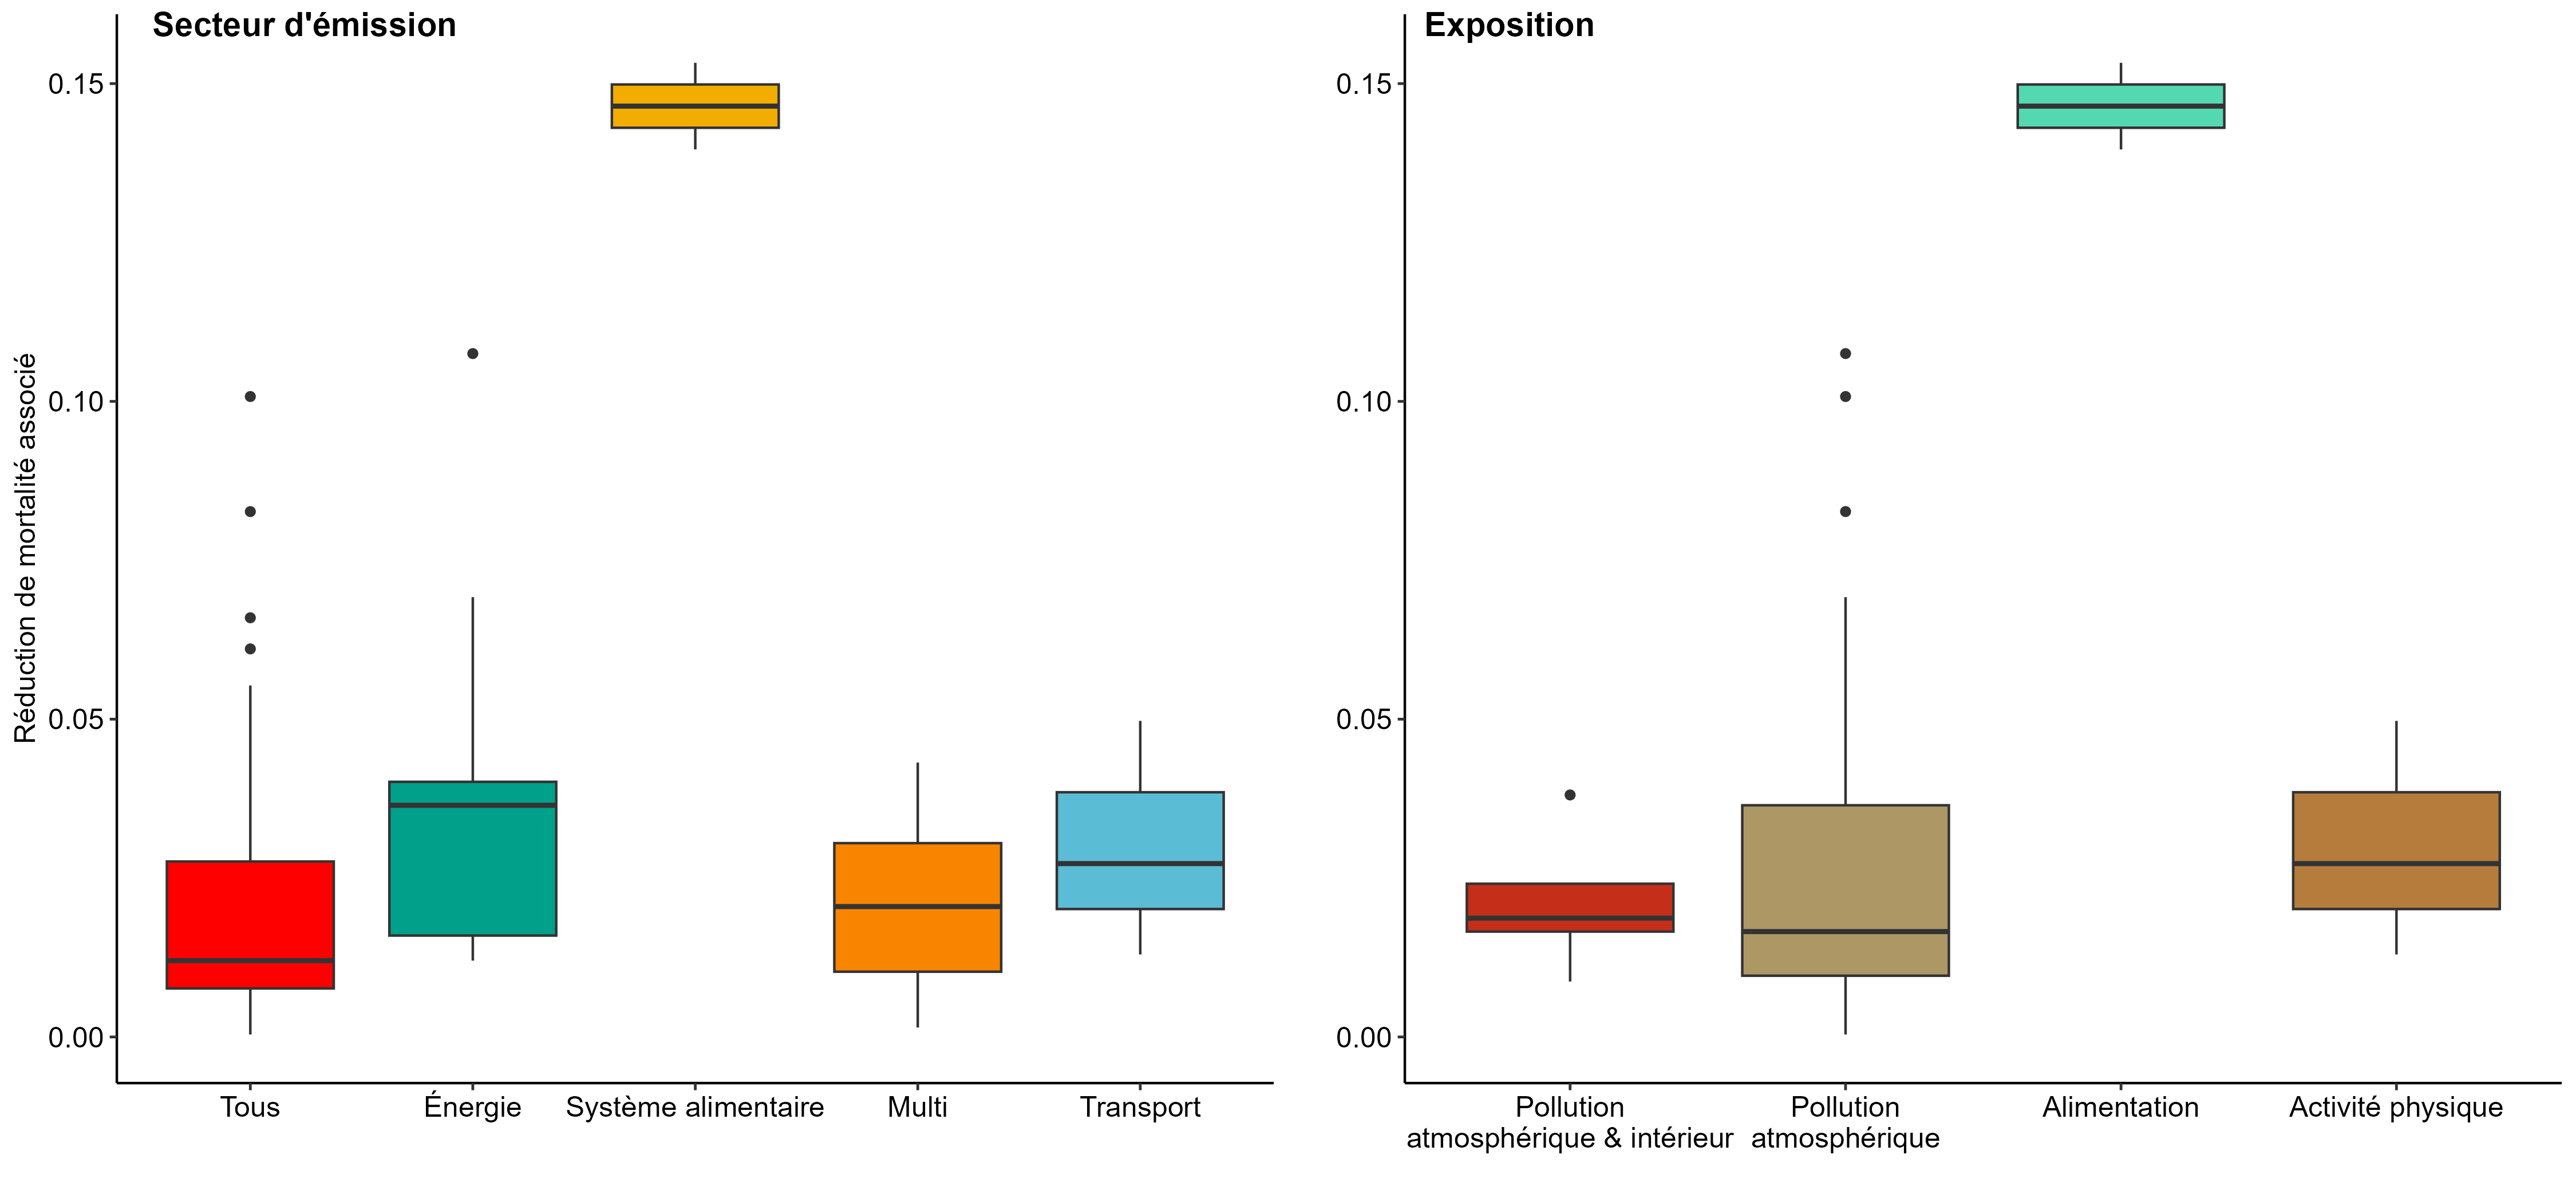 Secteur d'émission
Réduction de mortalité associé
0.15
0.10
0.05
0.00
Tous
Énergie
Système alimentaire
Multi
Transport
Exposition
0.15
0.10
0.05
0.00
Pollution
atmosphérique & intérieur
Pollution
atmosphérique
Alimentation
Activité physique